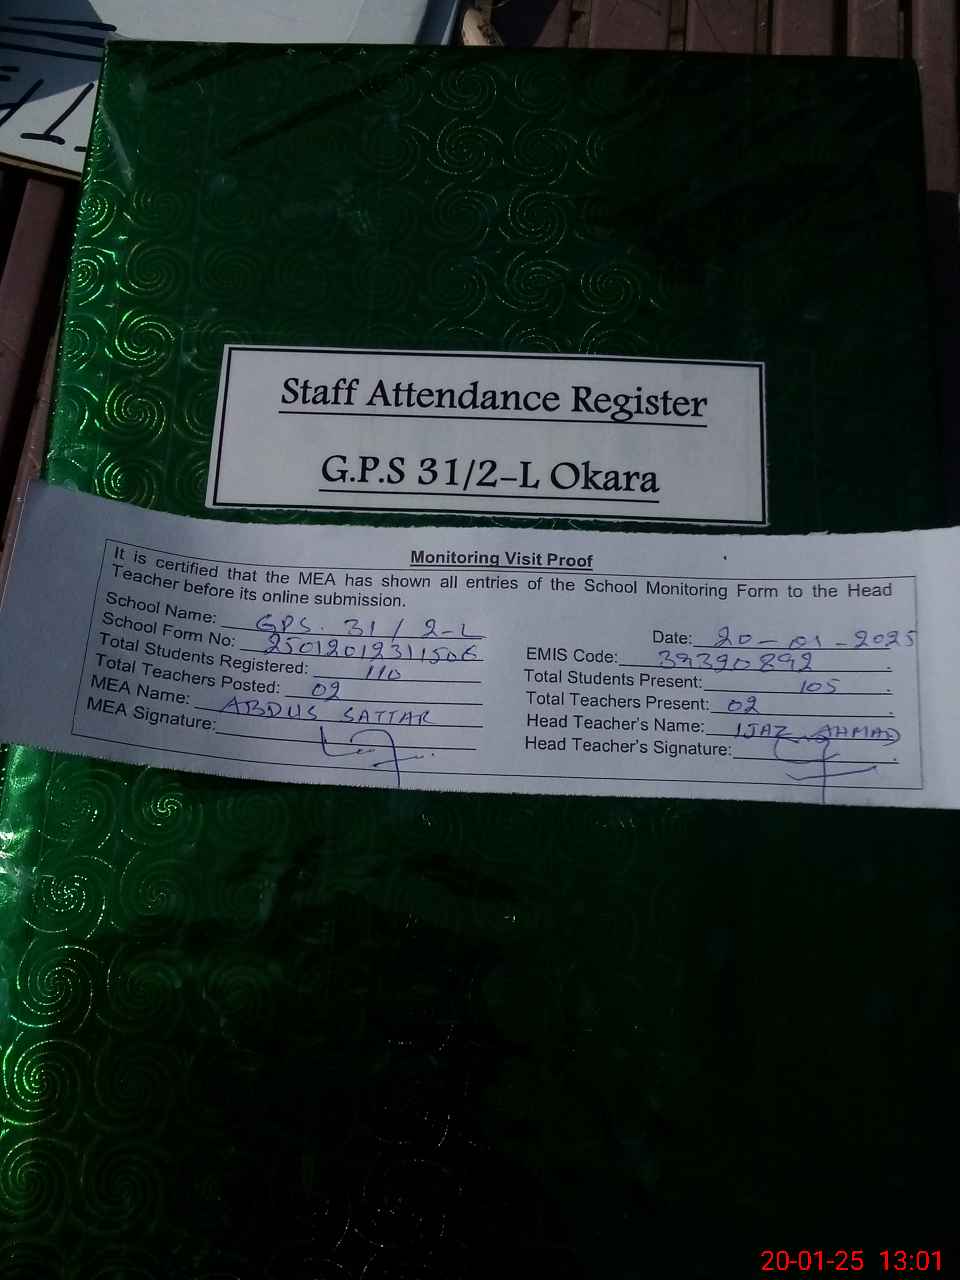 Staff Attendance Register
G.P.S 31/2-L Okara
Monitoring Visit Proof
It is certified that the MEA has shown all entries of the School Monitoring Form to the Head
Teacher before its online submission.
School Name: GPS. 31/2-L
Date: 20-01-2025
School Form No: 25012012311506
EMIS Code: 39320892
Total Students Registered: 110
Total Students Present: 105
Total Teachers Posted: 02
Total Teachers Present: 02
MEA Name: ABDUS SATTAR
Head Teacher's Name: IJAZ AHMAD
MEA Signature:
Head Teacher's Signature:
20-01-25 13:01